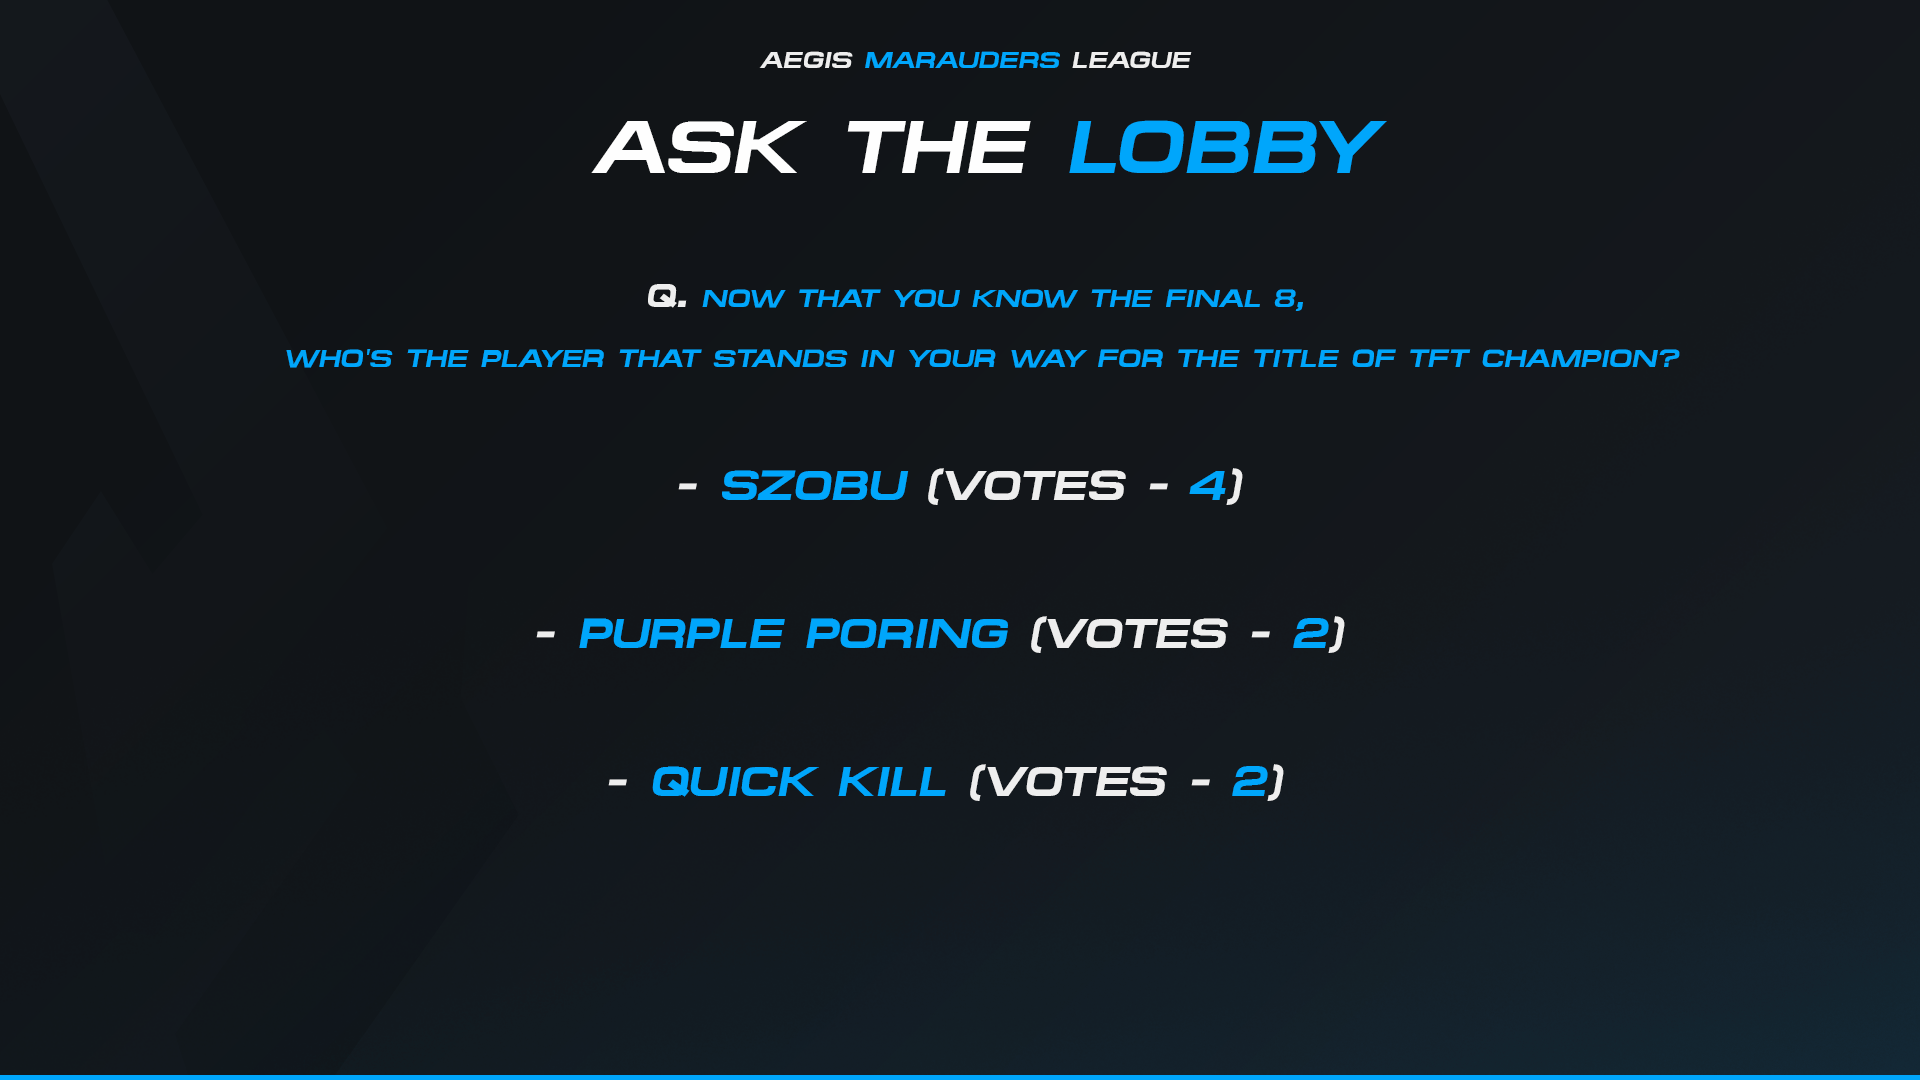 AEGIS MARAUDERS LEAGUE
ASK THE LOBBY
Q. NOW THAT YOU KNOW THE FINAL 8,
WHO'S THE PLAYER THAT STANDS IN YOUR WAY FOR THE TITLE OF TFT CHAMPION?
- SZOBU (VOTES - 4)
- PURPLE PORING (VOTES - 2)
- QUICK KILL (VOTES - 2)